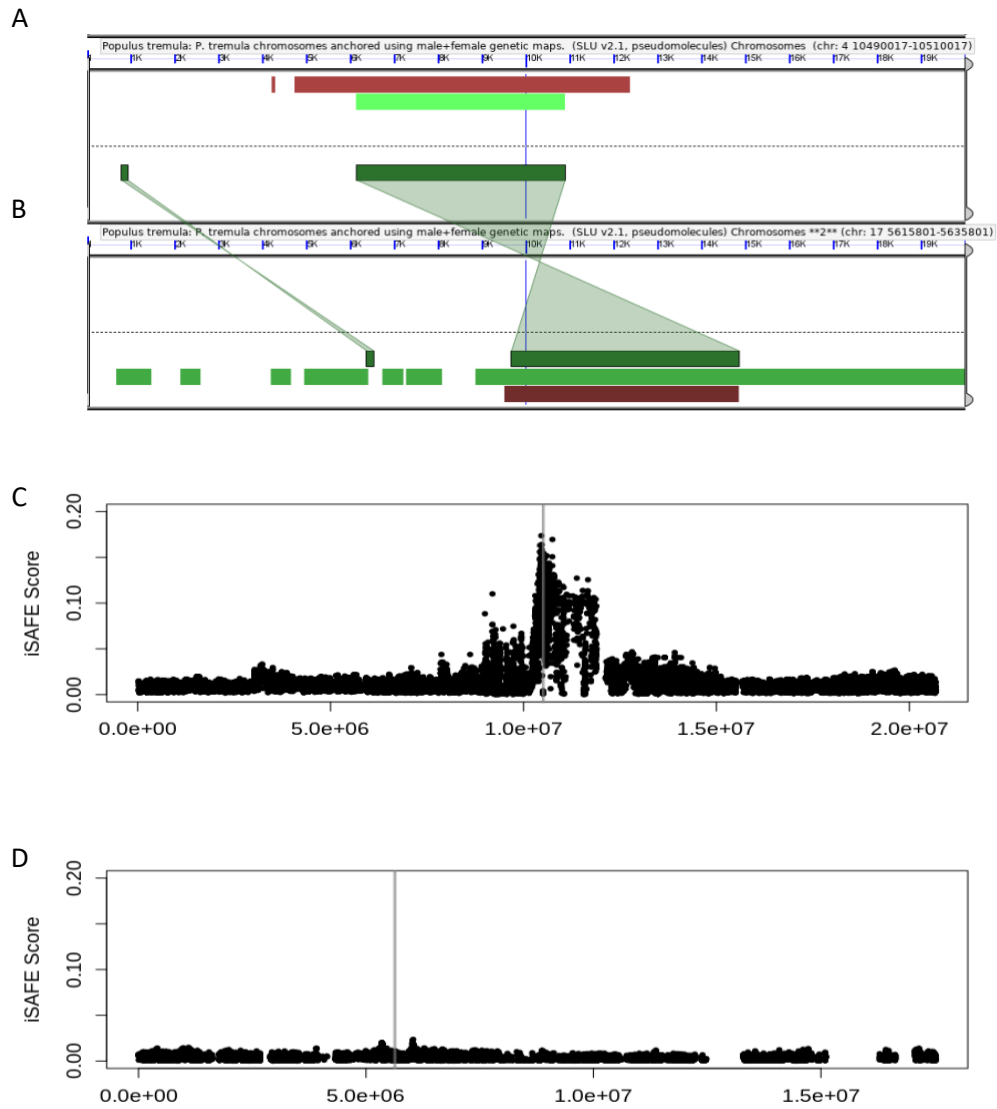 A
Populus tremula: P. tremula chromosomes anchored using male+female genetic maps. (SLU v2.1, pseudomolecules) Chromosomes (chr: 4 10490017-10510017)
1K 2K 3K 4K 5K 6K 7K 8K 9K 10K 11K 12K 13K 14K 15K 16K 17K 18K 19K
B
Populus tremula: P. tremula chromosomes anchored using male+female genetic maps. (SLU v2.1, pseudomolecules) Chromosomes **2** (chr: 17 5615801-5635801)
1K 2K 3K 4K 5K 6K 7K 8K 9K 10K 11K 12K 13K 14K 15K 16K 17K 18K 19K
C
iSAFE Score
0.20
0.10
0.00
0.0e+00 5.0e+06 1.0e+07 1.5e+07 2.0e+07
D
iSAFE Score
0.20
0.10
0.00
0.0e+00 5.0e+06 1.0e+07 1.5e+07